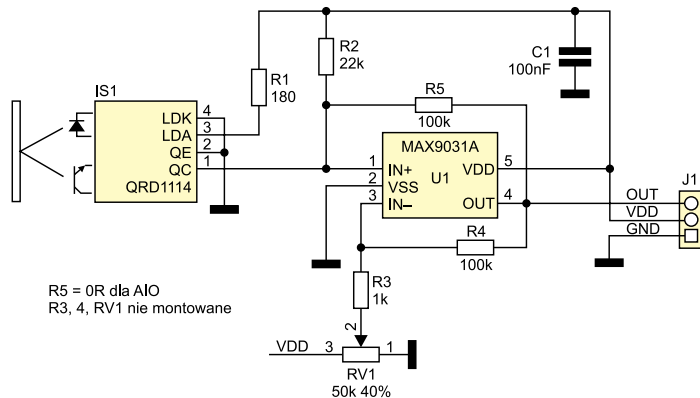 R2
22k
C1
100nF
R1
180
R5
100k
IS1
LDK 4
LDA 3
QE 2
QC 1
QRD1114
MAX9031A
U1
1 IN+
2 VSS
3 IN–
VDD 5
OUT 4
J1
OUT
VDD
GND
R4
100k
R3
1k
R5 = 0R dla AIO
R3, 4, RV1 nie montowane
2
VDD 3
1
RV1
50k 40%